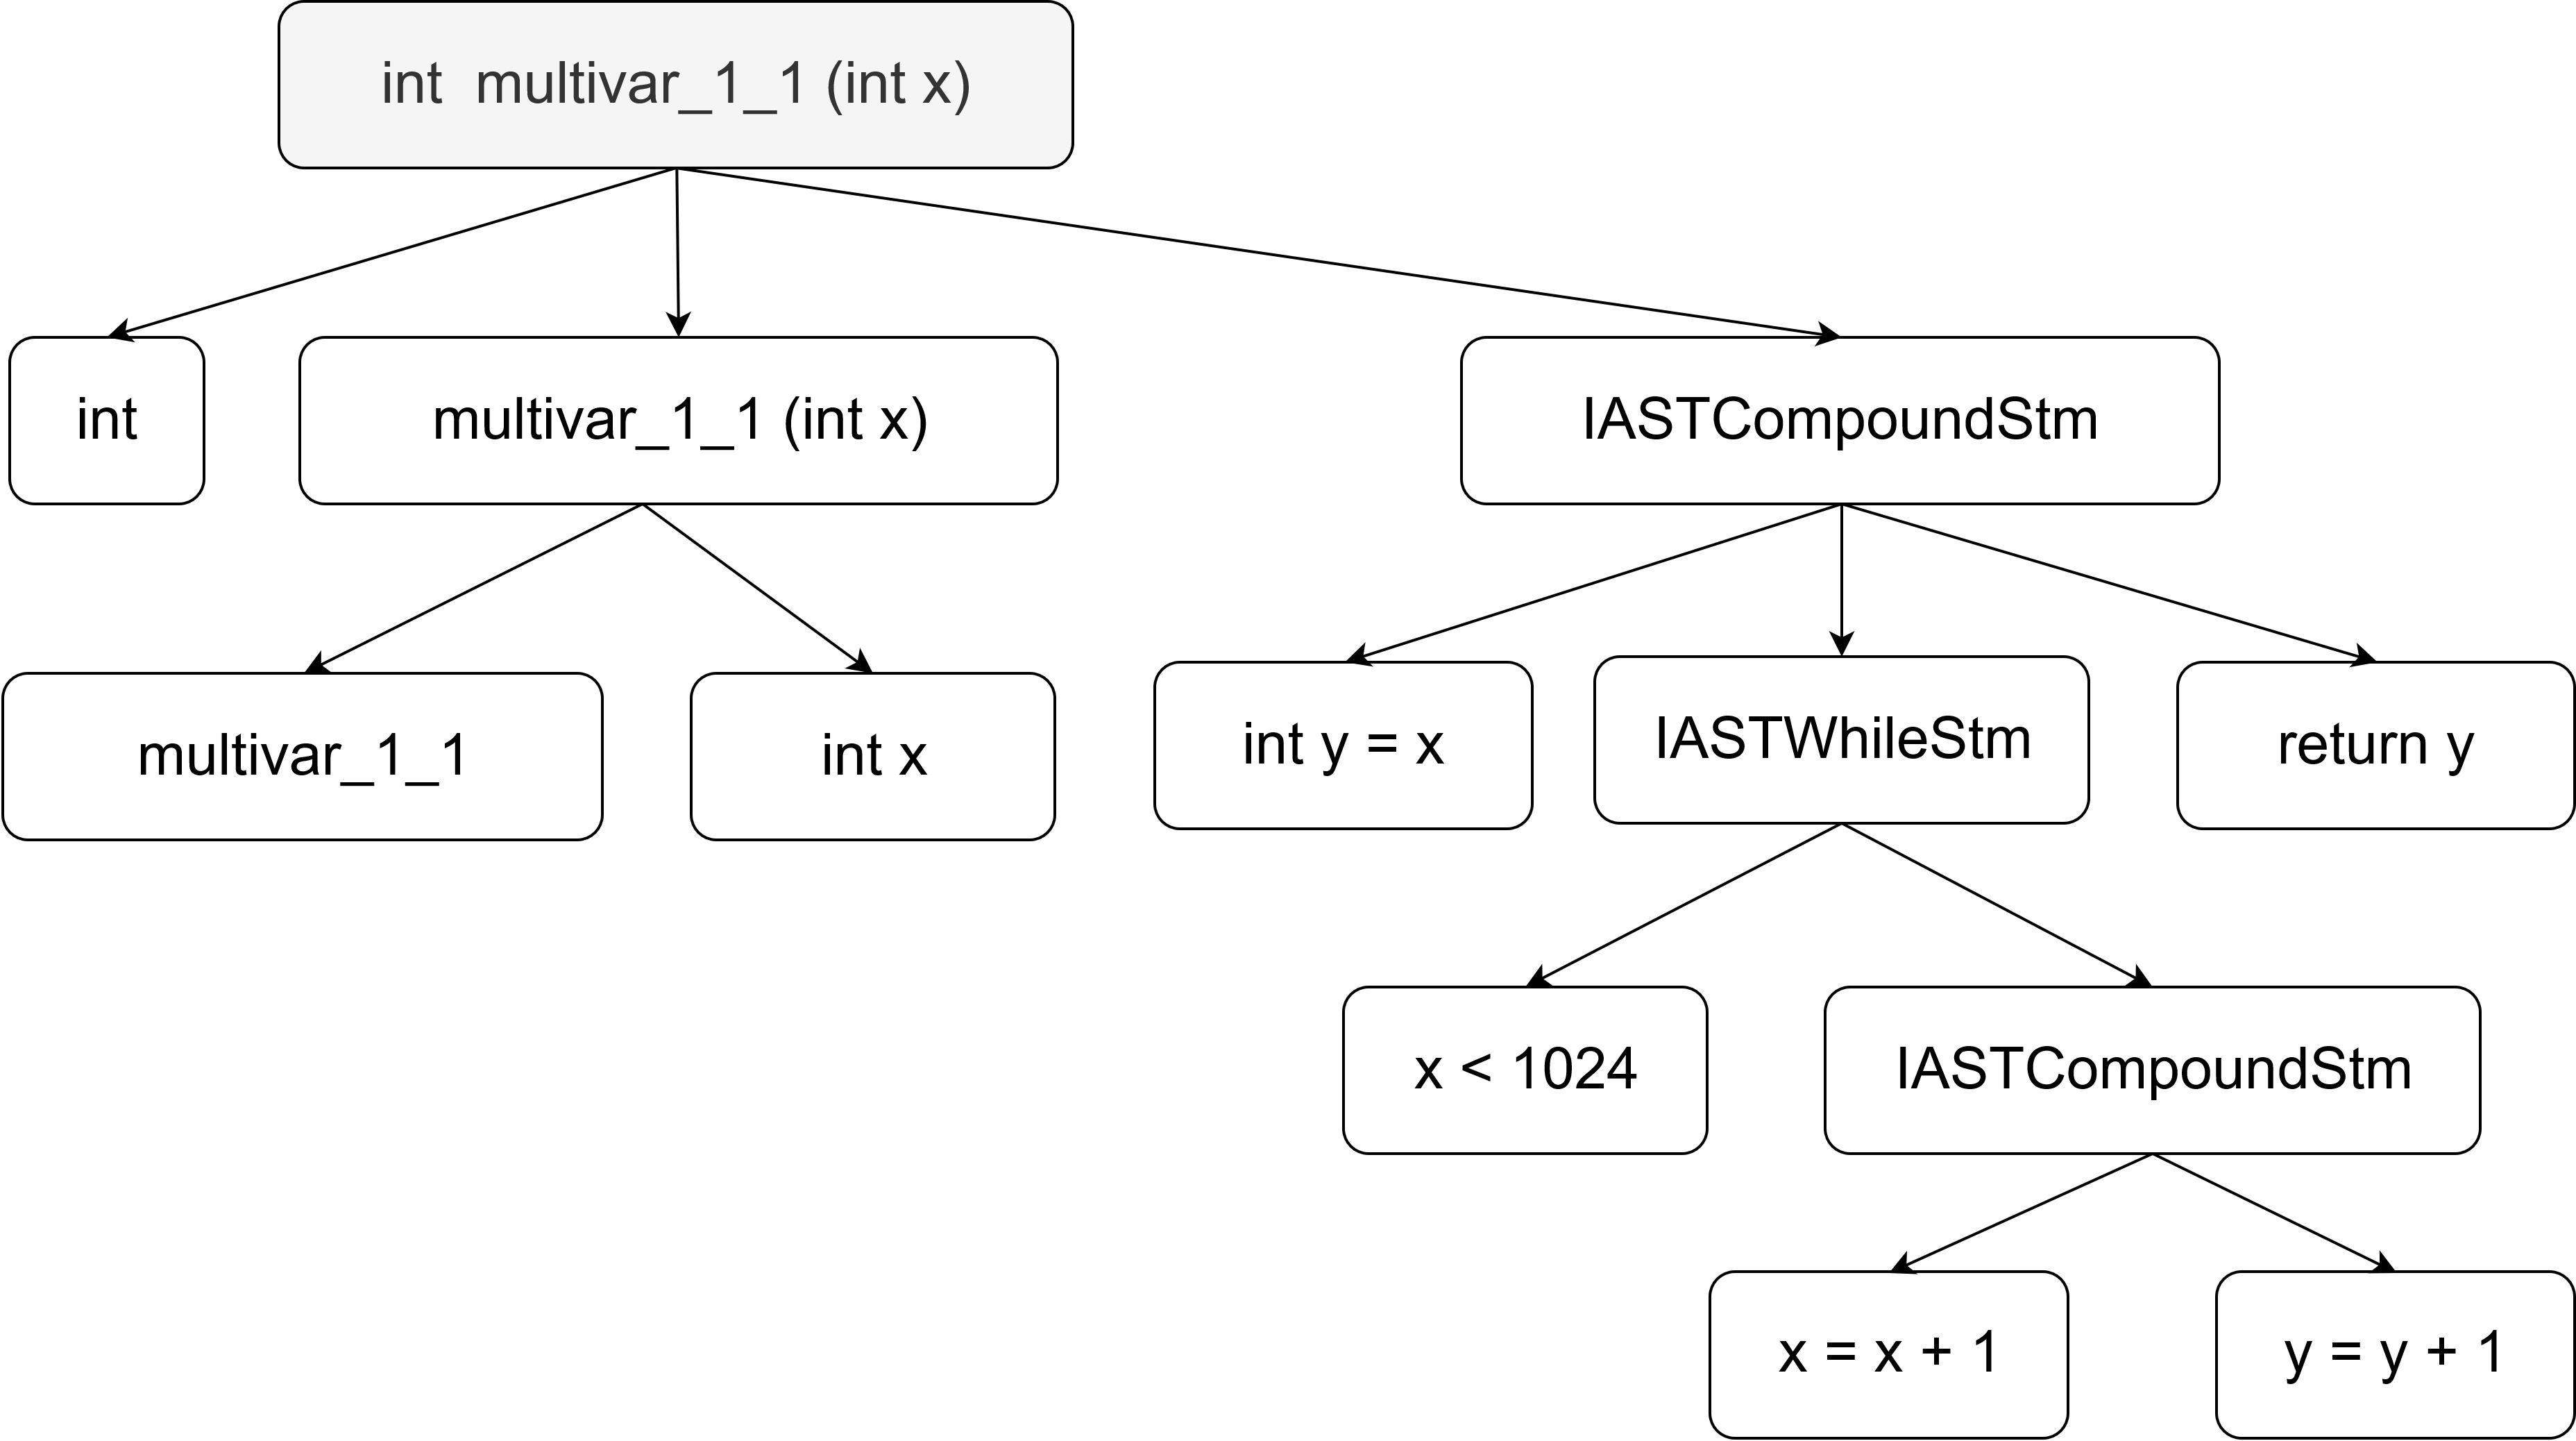 int multivar_1_1 (int x)
int
multivar_1_1 (int x)
IASTCompoundStm
multivar_1_1
int x
int y = x
IASTWhileStm
return y
x < 1024
IASTCompoundStm
x = x + 1
y = y + 1